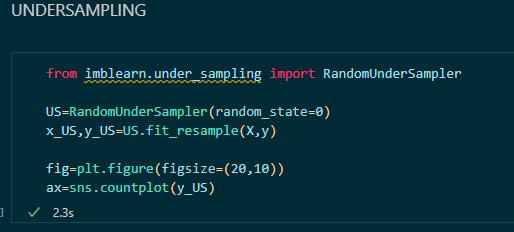 UNDERSAMPLING
from imblearn.under_sampling import RandomUnderSampler
US=RandomUnderSampler(random_state=0)
x_US,y_US=US.fit_resample(X,y)
fig=plt.figure(figsize=(20,10))
ax=sns.countplot(y_US)
] ✓ 2.3s